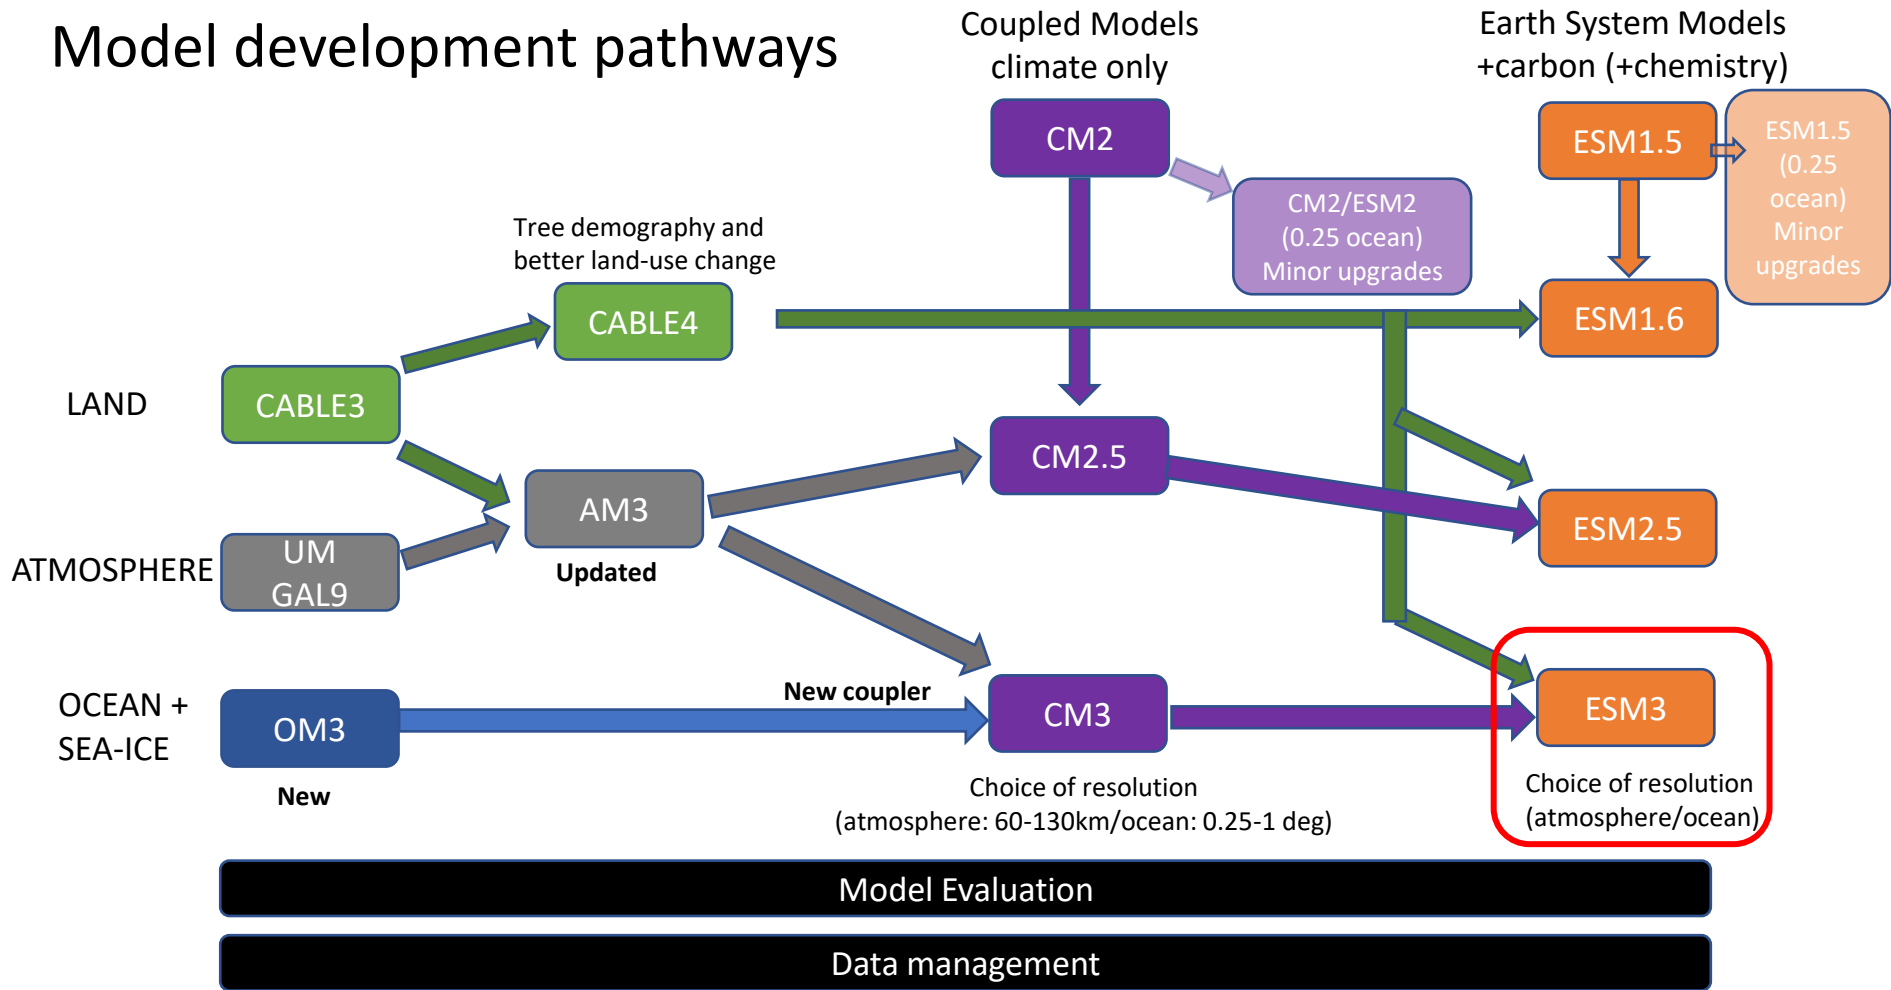 Model development pathways
Coupled Models
climate only
Earth System Models
+carbon (+chemistry)
CM2
ESM1.5
ESM1.5
(0.25
ocean)
Minor
upgrades
CM2/ESM2
(0.25 ocean)
Minor upgrades
Tree demography and
better land-use change
CABLE4
ESM1.6
LAND
CABLE3
CM2.5
AM3
Updated
ESM2.5
ATMOSPHERE
UM
GAL9
OCEAN +
SEA-ICE
OM3
New
New coupler
CM3
ESM3
Choice of resolution
(atmosphere: 60-130km/ocean: 0.25-1 deg)
Choice of resolution
(atmosphere/ocean)
Model Evaluation
Data management